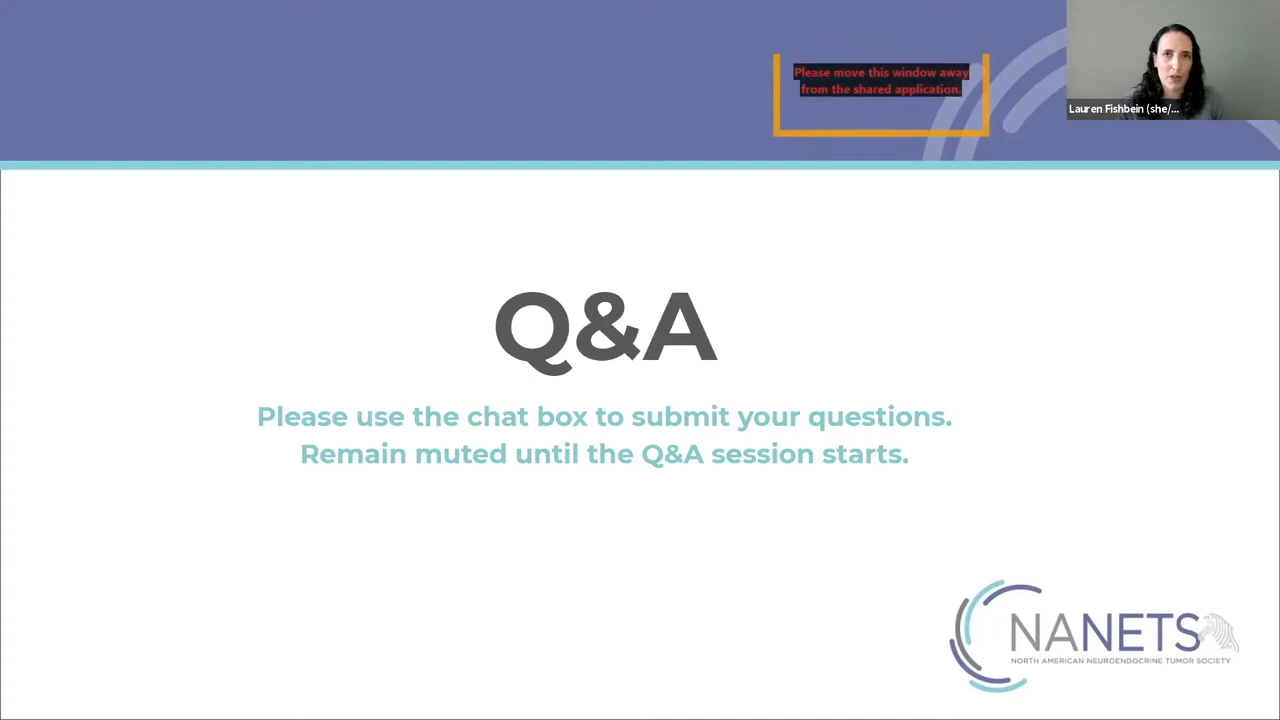 Please move this window away
from the shared application.
Lauren Fishbein (she/...
Q&A
Please use the chat box to submit your questions.
Remain muted until the Q&A session starts.
NANETS
NORTH AMERICAN NEUROENDOCRINE TUMOR SOCIETY